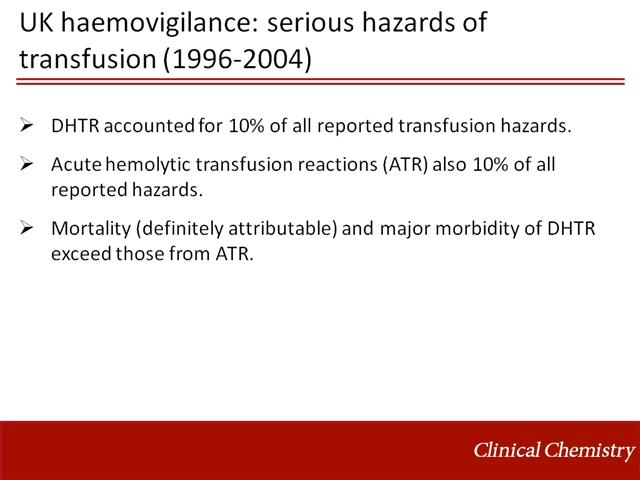 UK haemovigilance: serious hazards of
transfusion (1996-2004)
➢ DHTR accounted for 10% of all reported transfusion hazards.
➢ Acute hemolytic transfusion reactions (ATR) also 10% of all
reported hazards.
➢ Mortality (definitely attributable) and major morbidity of DHTR
exceed those from ATR.
Clinical Chemistry